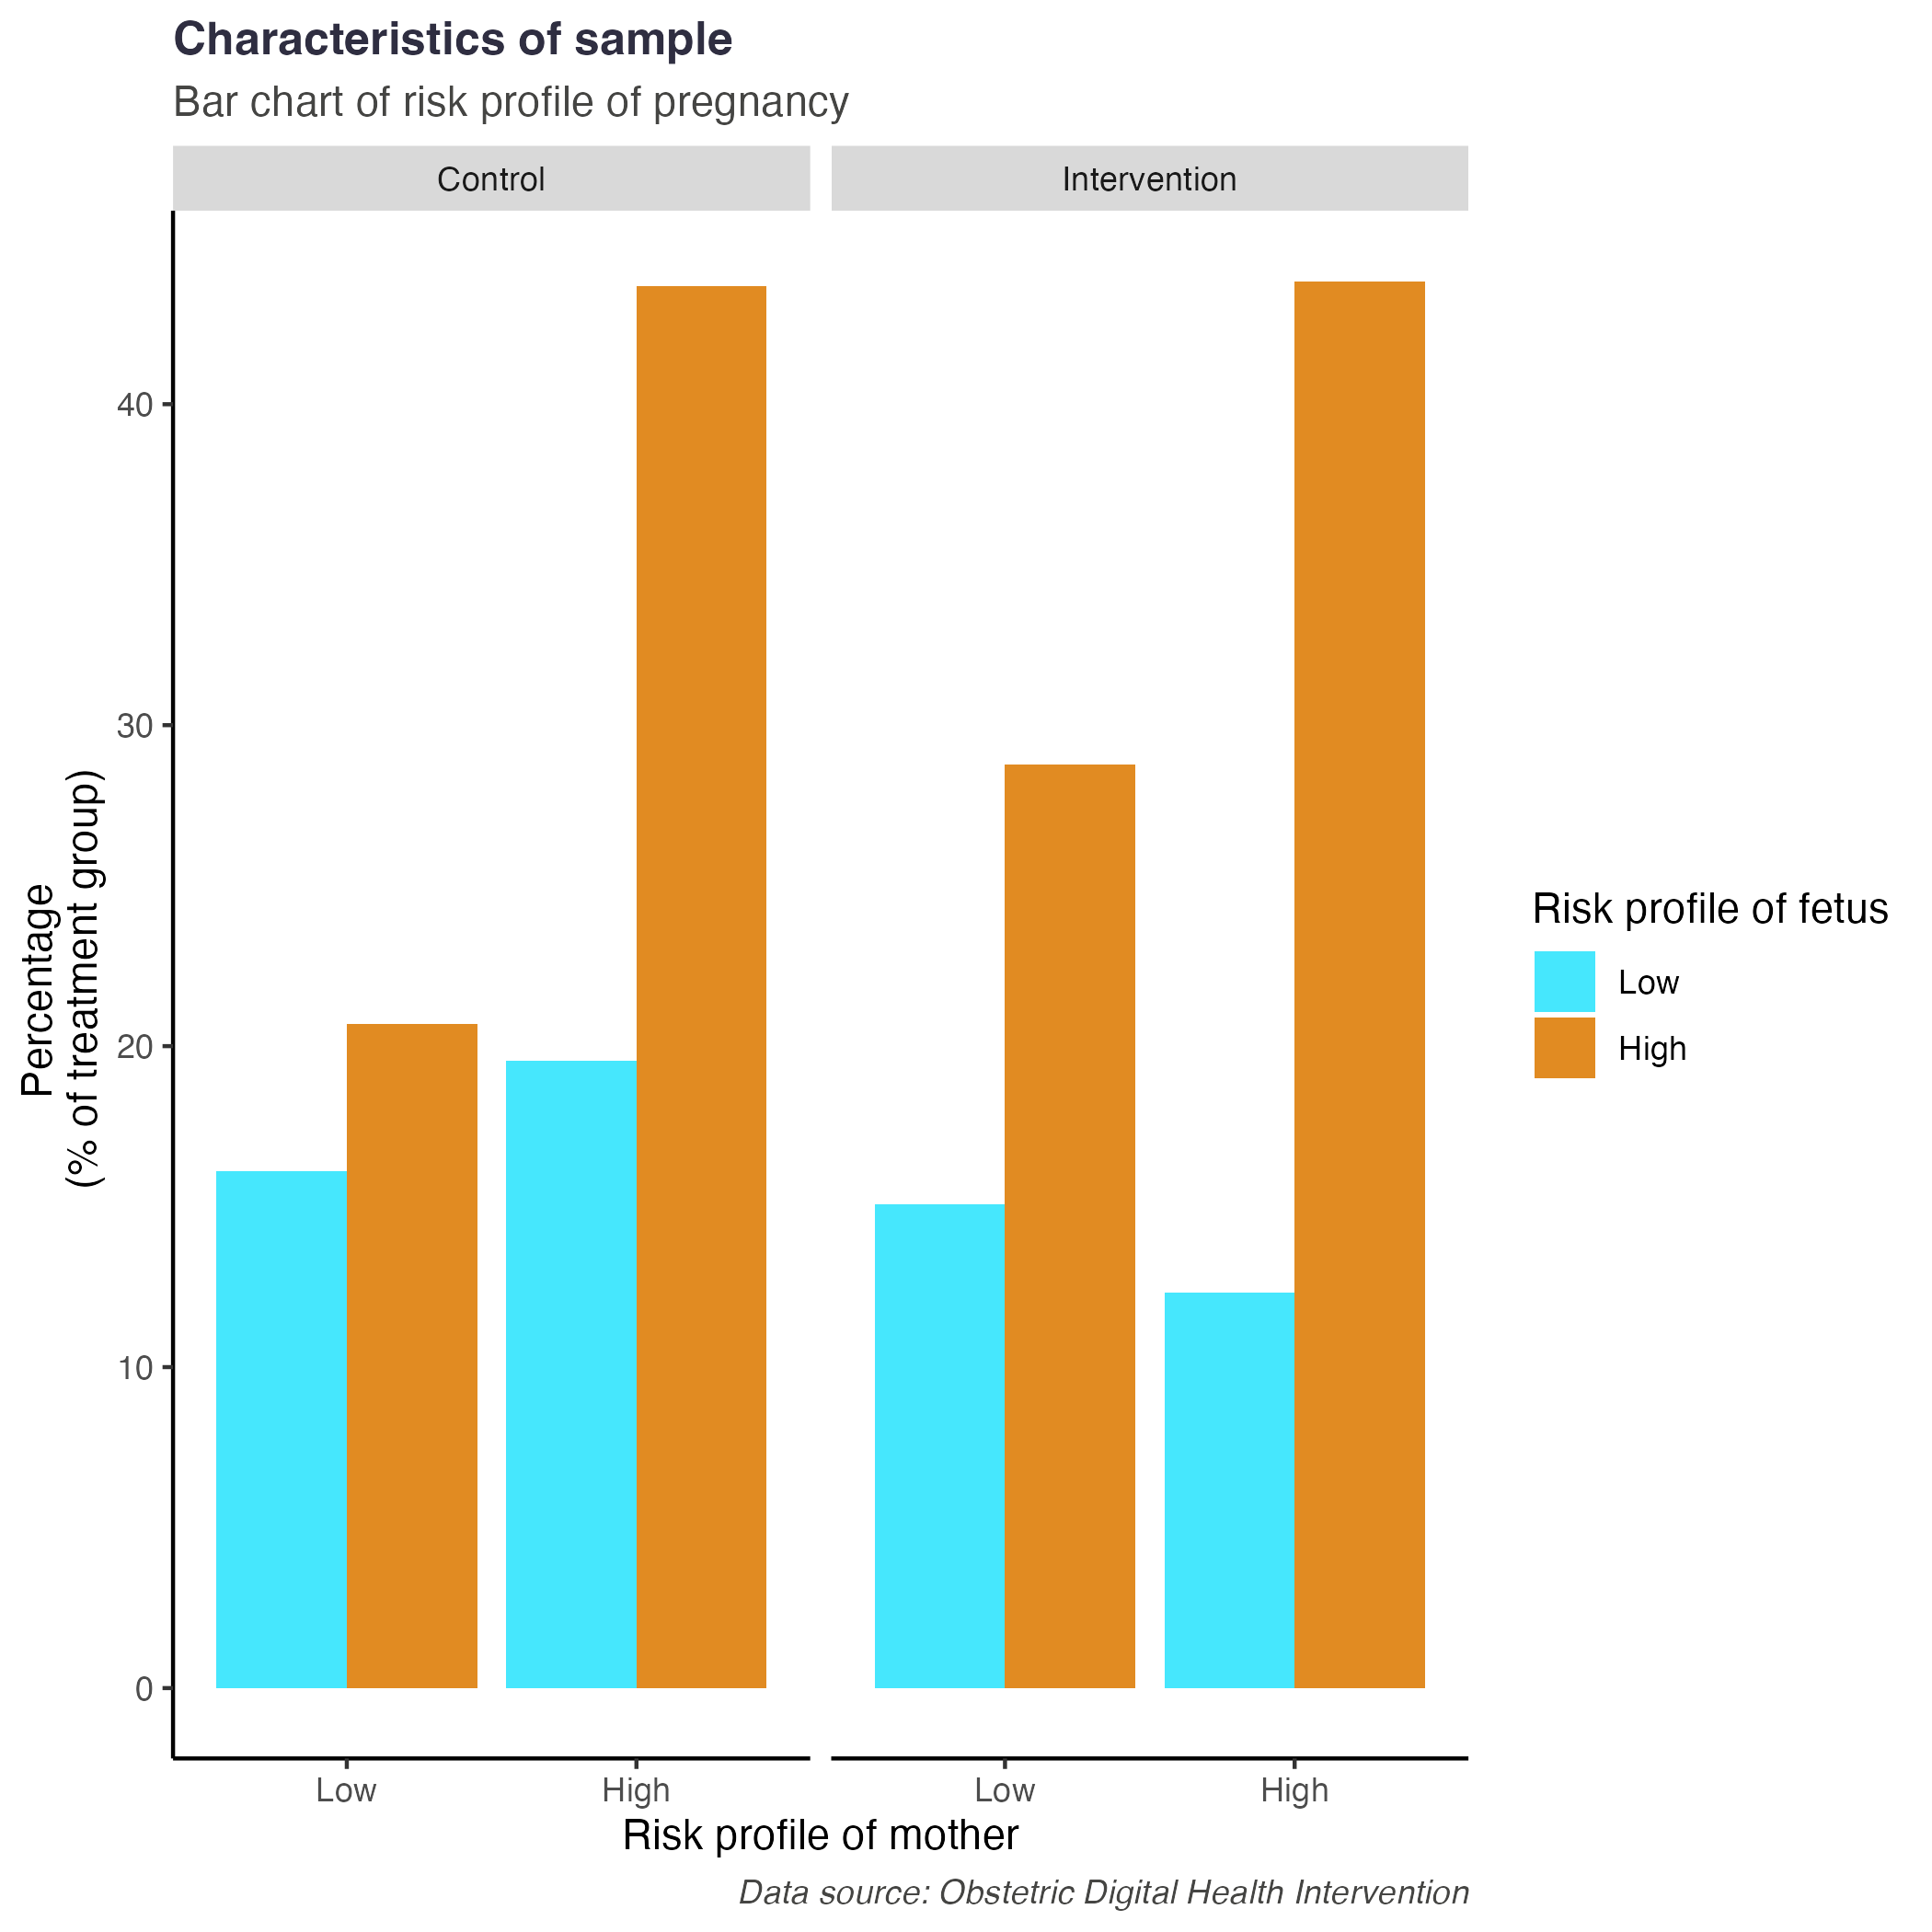 Characteristics of sample
Bar chart of risk profile of pregnancy
Control
Intervention
40
30
20
10
0
Percentage
(% of treatment group)
Low
High
Low
High
Risk profile of mother
Risk profile of fetus
Low
High
Data source: Obstetric Digital Health Intervention